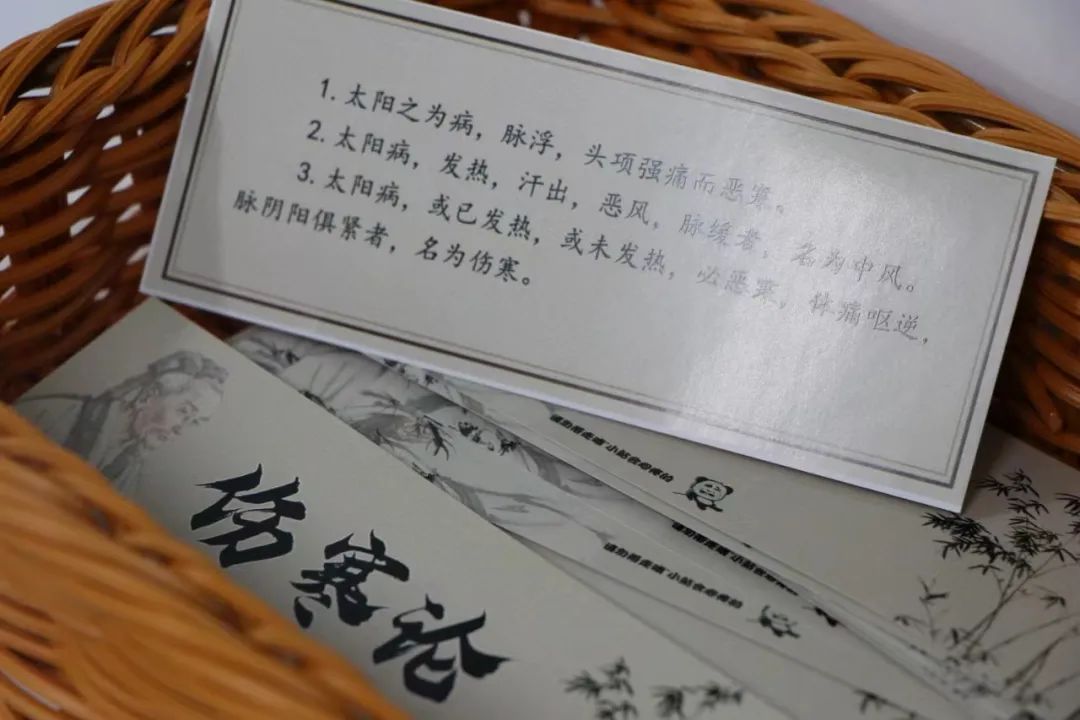 1. 太阳之为病，脉浮，头项强痛而恶寒。
2. 太阳病，发热，汗出，恶风，脉缓者，名为中风。
3. 太阳病，或已发热，或未发热，必恶寒，体痛呕逆，
脉阴阳俱紧者，名为伤寒。
伤寒论